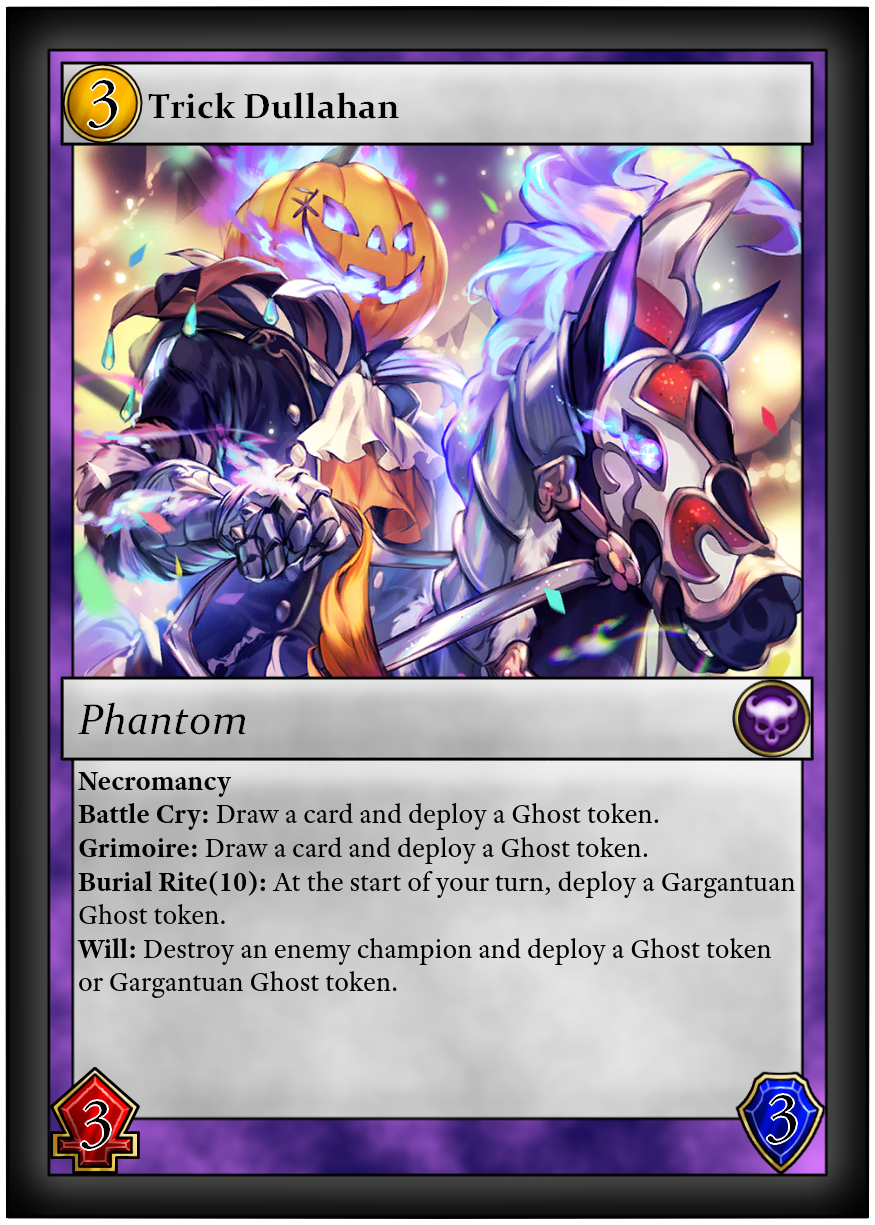 3 Trick Dullahan
Phantom
Necromancy
Battle Cry: Draw a card and deploy a Ghost token.
Grimoire: Draw a card and deploy a Ghost token.
Burial Rite(10): At the start of your turn, deploy a Gargantuan
Ghost token.
Will: Destroy an enemy champion and deploy a Ghost token
or Gargantuan Ghost token.
3 3